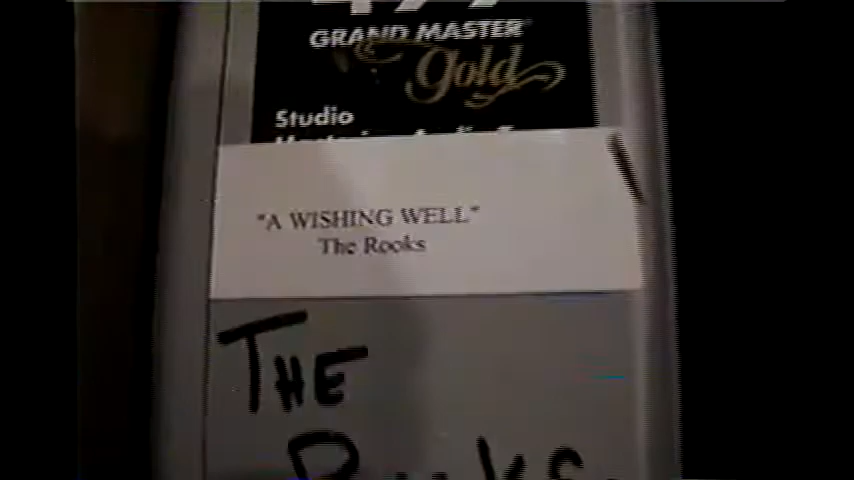 GRAND MASTER
Gold
Studio
"A WISHING WELL"
The Rooks
THE